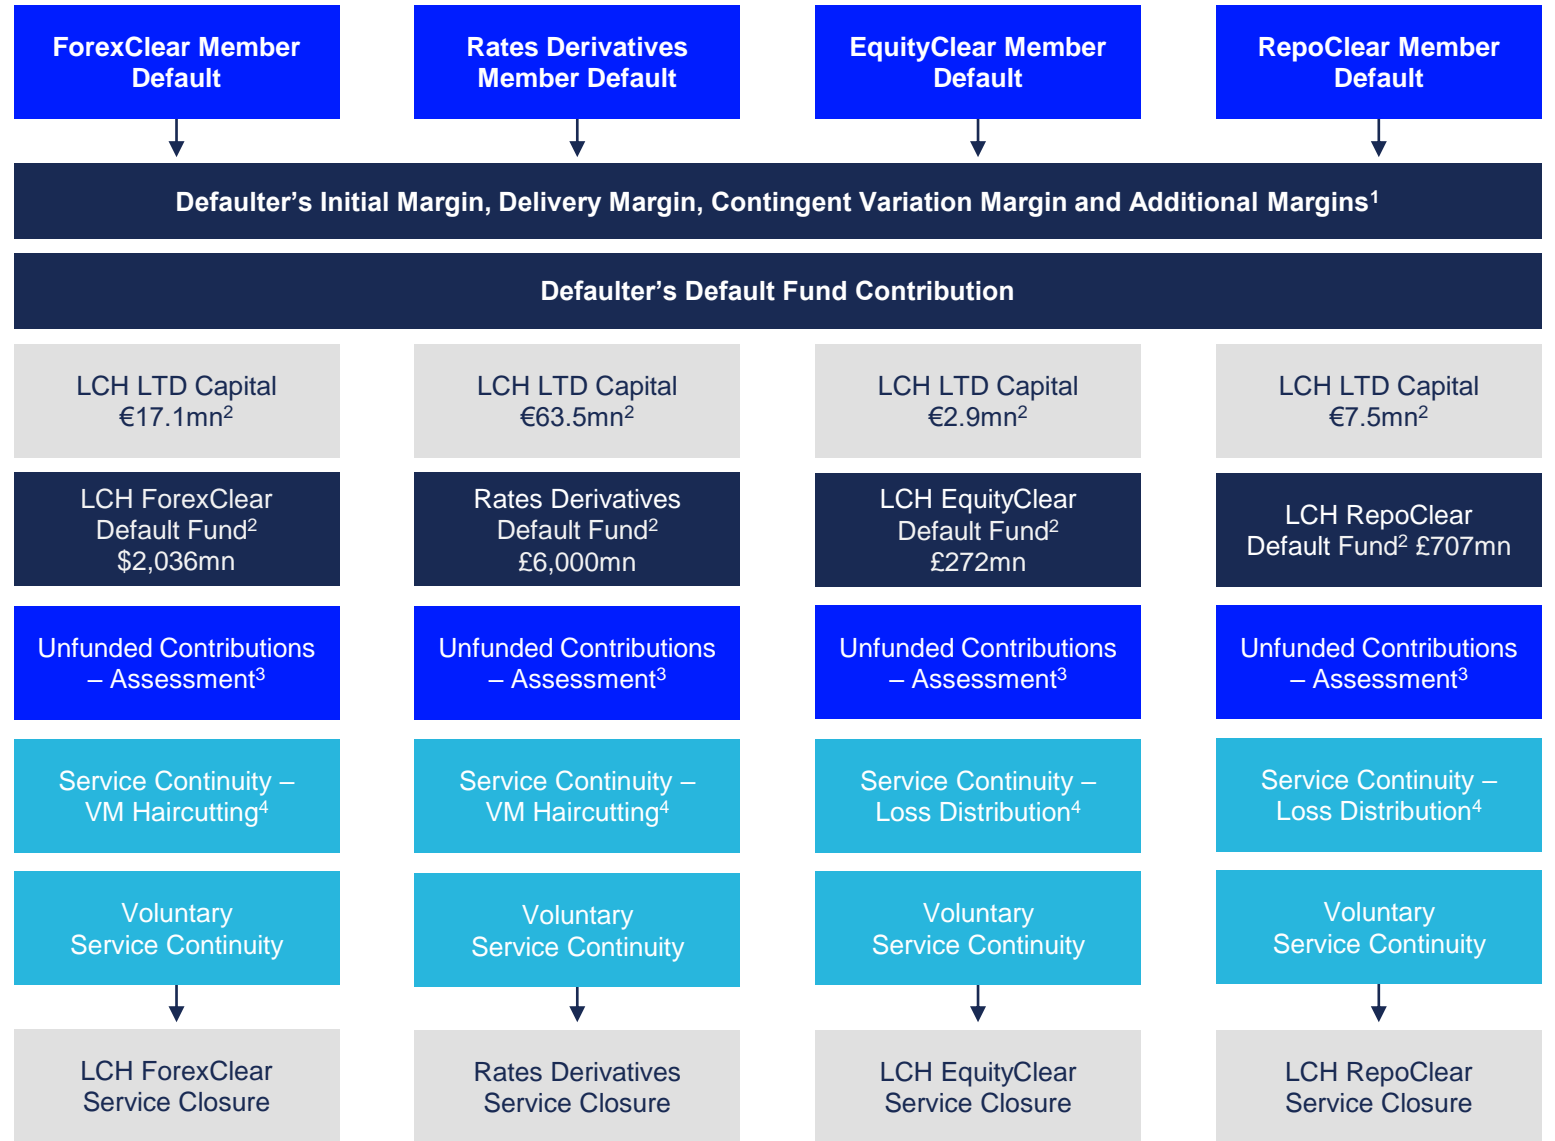 ForexClear Member
Default
Rates Derivatives
Member Default
EquityClear Member
Default
RepoClear Member
Default
Defaulter’s Initial Margin, Delivery Margin, Contingent Variation Margin and Additional Margins¹
Defaulter’s Default Fund Contribution
LCH LTD Capital
€17.1mn²
LCH LTD Capital
€63.5mn²
LCH LTD Capital
€2.9mn²
LCH LTD Capital
€7.5mn²
LCH ForexClear
Default Fund²
$2,036mn
Rates Derivatives
Default Fund²
£6,000mn
LCH EquityClear
Default Fund²
£272mn
LCH RepoClear
Default Fund² £707mn
Unfunded Contributions
– Assessment³
Unfunded Contributions
– Assessment³
Unfunded Contributions
– Assessment³
Unfunded Contributions
– Assessment³
Service Continuity –
VM Haircutting⁴
Service Continuity –
VM Haircutting⁴
Service Continuity –
Loss Distribution⁴
Service Continuity –
Loss Distribution⁴
Voluntary
Service Continuity
Voluntary
Service Continuity
Voluntary
Service Continuity
Voluntary
Service Continuity
LCH ForexClear
Service Closure
Rates Derivatives
Service Closure
LCH EquityClear
Service Closure
LCH RepoClear
Service Closure